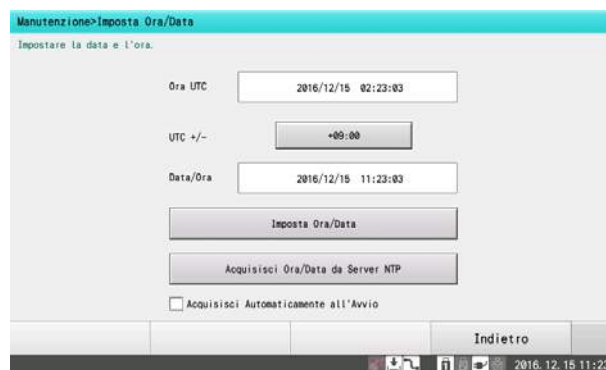 Manutenzione>Imposta Ora/Data
Impostare la data e l'ora.
Ora UTC 2016/12/15 02:23:03
UTC +/- +09:00
Data/Ora 2016/12/15 11:23:03
Imposta Ora/Data
Acquisisci Ora/Data da Server NTP
Acquisisci Automaticamente all'Avvio
Indietro
2016.12.15 11:23